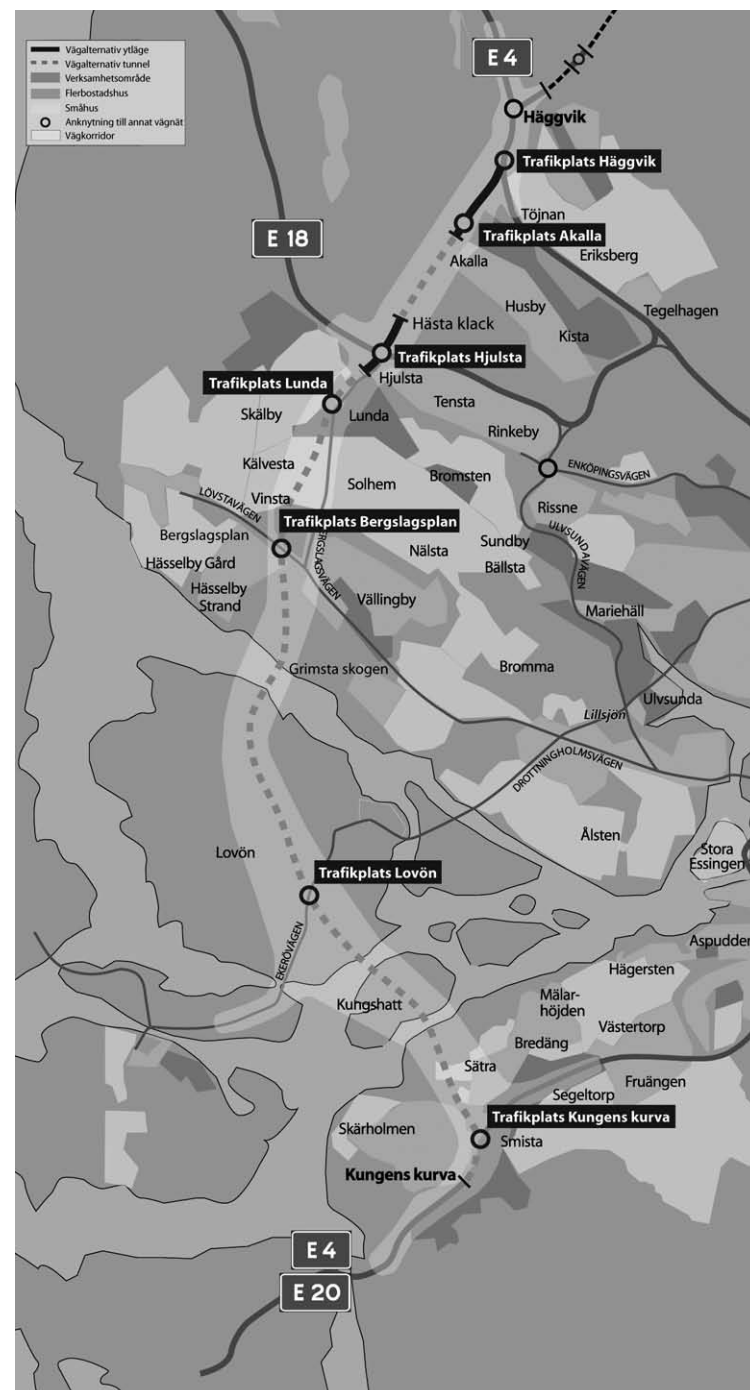 Vägalternativ ytläge
Vägalternativ tunnel
Verksamhetsområde
Flerbostadshus
Småhus
Anknytning till annat vägnät
Vägkorridor
E 4
Häggvik
Trafikplats Häggvik
Töjnan
E 18
Trafikplats Akalla
Eriksberg
Akalla
Husby
Tegelhagen
Hästa klack
Kista
Trafikplats Hjulsta
Hjulsta
Trafikplats Lunda
Tensta
Skälby
Lunda
Rinkeby
Kälvesta
ENKÖPINGSVÄGEN
Solhem
Bromsten
Vinsta
LÖVSTAVÄGEN
Rissne
Trafikplats Bergslagsplan
ULVSUNDAVÄGEN
Bergslagsplan
BERGSLAGSVÄGEN
Sundby
Nälsta
Hässelby Gård
Bällsta
Hässelby
Strand
Vällingby
Mariehäll
Grimsta skogen
Bromma
Ulvsunda
Lillsjön
DROTTNINGHOLMSVÄGEN
Ålsten
Lovön
Stora
Essingen
Trafikplats Lovön
EKERÖVÄGEN
Aspudden
Hägersten
Kungshatt
Mälar-
höjden
Västertorp
Bredäng
Sätra
Fruängen
Segeltorp
Trafikplats Kungens kurva
Skärholmen
Smista
Kungens kurva
E 4
E 20